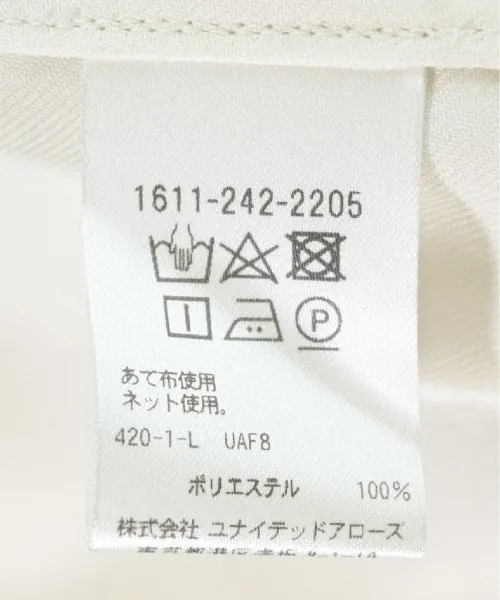 1611-242-2205
P
あて布使用
ネット使用。
420-1-L UAF8
ポリエステル 100%
株式会社 ユナイテッドアローズ